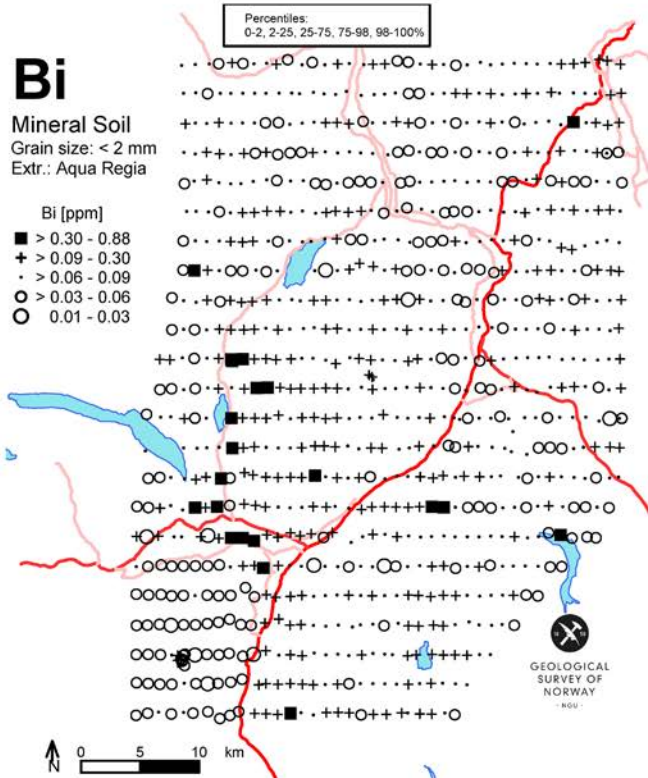 Percentiles:
0-2, 2-25, 25-75, 75-98, 98-100%
Bi
Mineral Soil
Grain size: < 2 mm
Extr.: Aqua Regia
Bi [ppm]
> 0.30 - 0.88
> 0.09 - 0.30
> 0.06 - 0.09
> 0.03 - 0.06
0.01 - 0.03
GEOLOGICAL
SURVEY OF
NORWAY
- NGU -
N
0 5 10 km